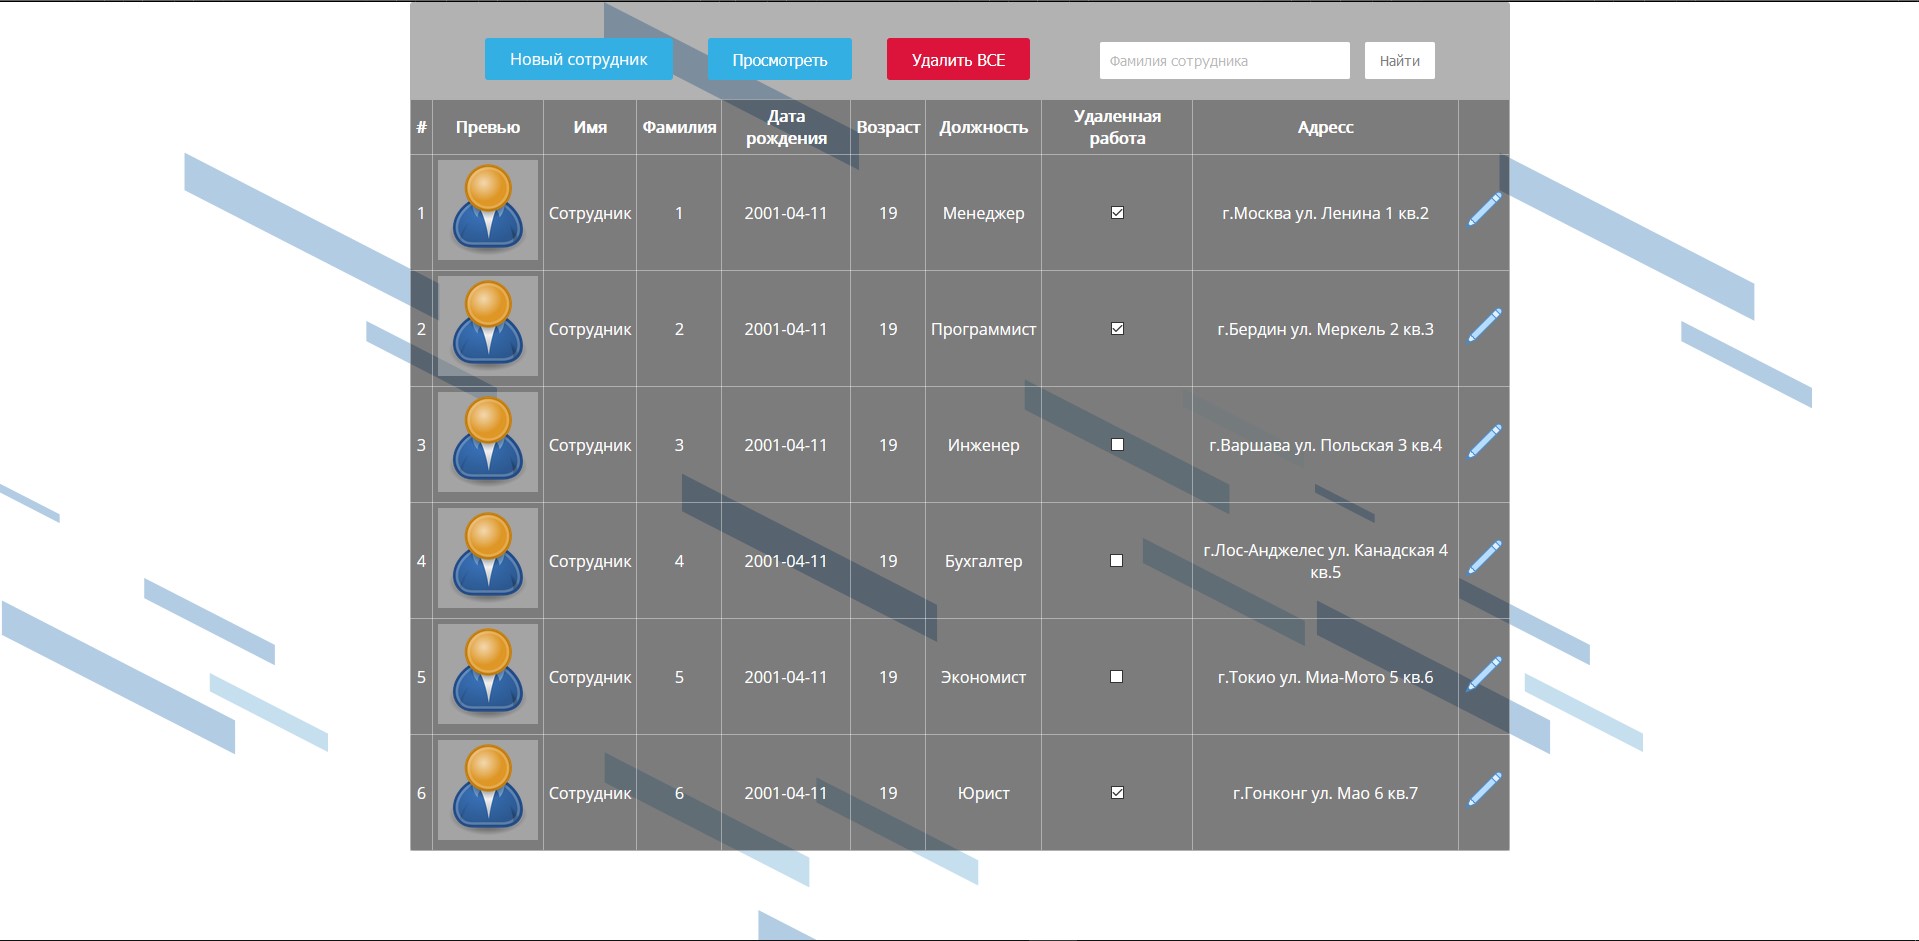 Новый сотрудник Просмотреть Удалить ВСЕ Фамилия сотрудника Найти
# Превью Имя Фамилия Дата рождения Возраст Должность Удаленная работа Адресс
1 Сотрудник 1 2001-04-11 19 Менеджер г.Москва ул. Ленина 1 кв.2
2 Сотрудник 2 2001-04-11 19 Программист г.Бердин ул. Меркель 2 кв.3
3 Сотрудник 3 2001-04-11 19 Инженер г.Варшава ул. Польская 3 кв.4
4 Сотрудник 4 2001-04-11 19 Бухгалтер г.Лос-Анджелес ул. Канадская 4 кв.5
5 Сотрудник 5 2001-04-11 19 Экономист г.Токио ул. Миа-Мото 5 кв.6
6 Сотрудник 6 2001-04-11 19 Юрист г.Гонконг ул. Мао 6 кв.7